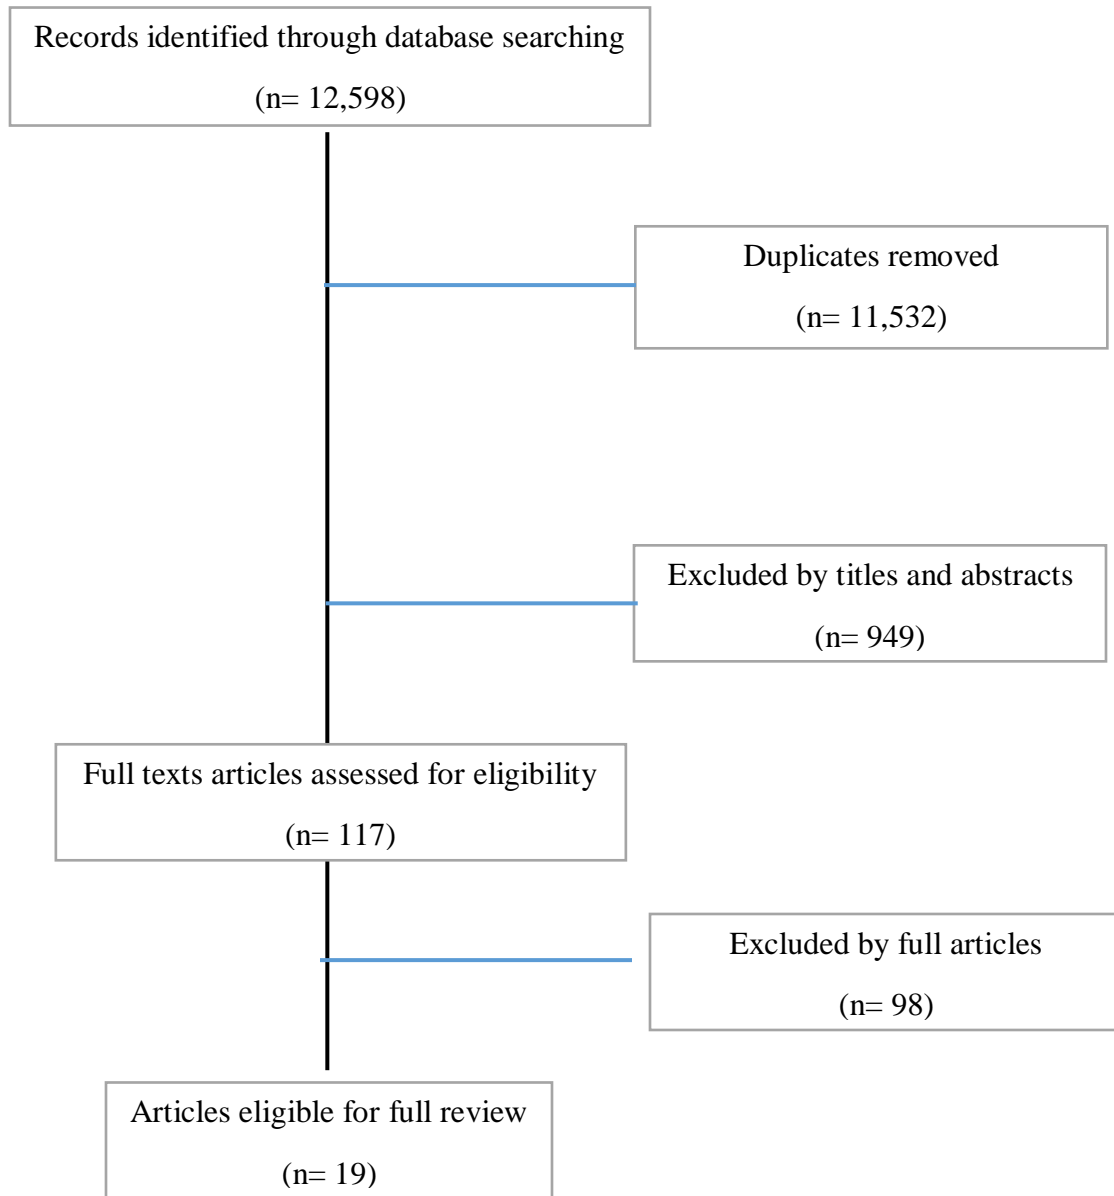 Records identified through database searching
(n= 12,598)
Duplicates removed
(n= 11,532)
Excluded by titles and abstracts
(n= 949)
Full texts articles assessed for eligibility
(n= 117)
Excluded by full articles
(n= 98)
Articles eligible for full review
(n= 19)